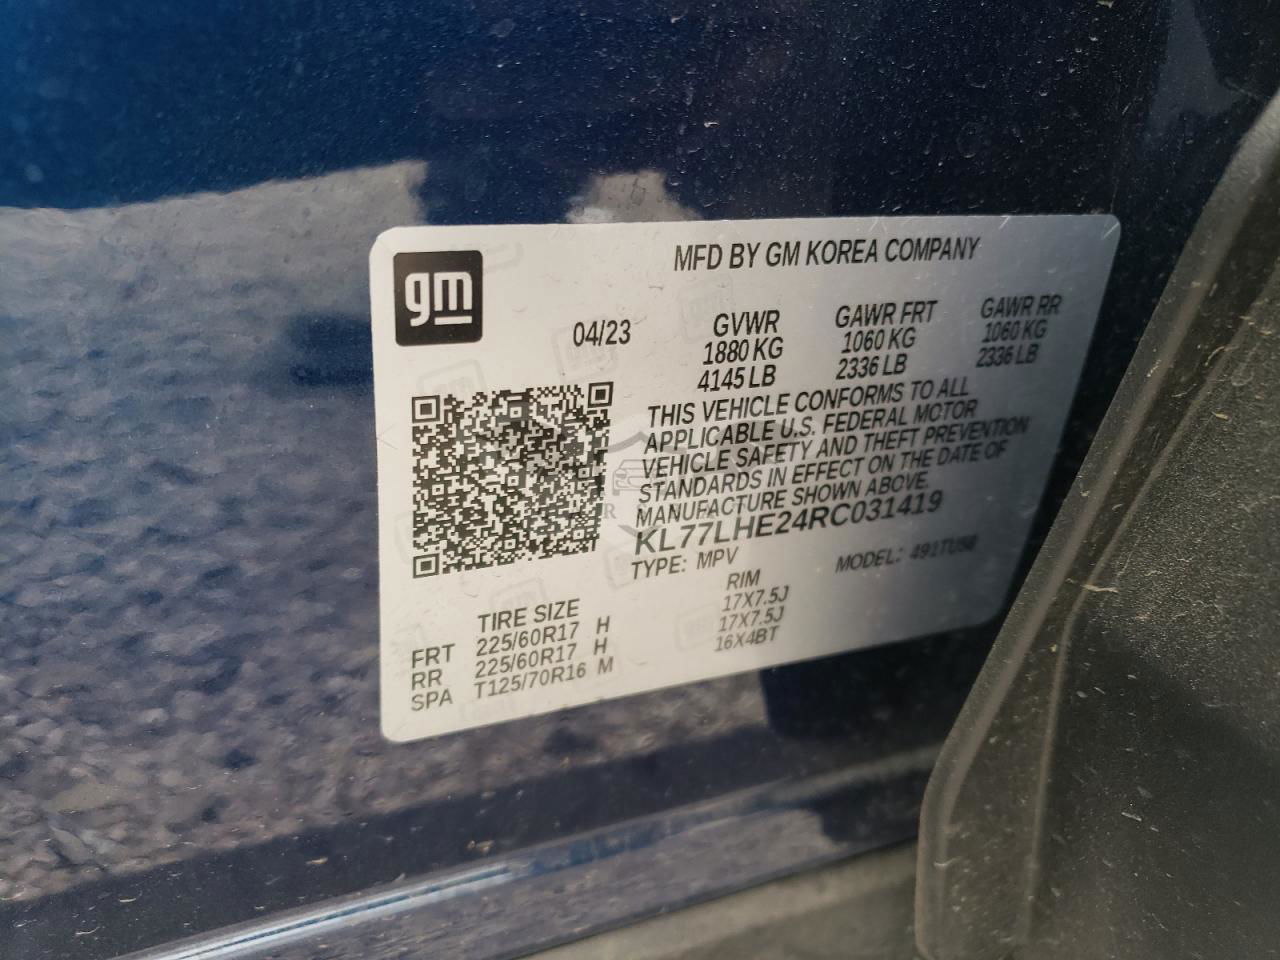 gm
MFD BY GM KOREA COMPANY
04/23
GVWR GAWR FRT GAWR RR
1880 KG 1060 KG 1060 KG
4145 LB 2336 LB 2336 LB
THIS VEHICLE CONFORMS TO ALL
APPLICABLE U.S. FEDERAL MOTOR
VEHICLE SAFETY AND THEFT PREVENTION
STANDARDS IN EFFECT ON THE DATE OF
MANUFACTURE SHOWN ABOVE.
KL77LHE24RC031419
TYPE: MPV MODEL:
TIRE SIZE RIM
FRT 225/60R17 H 17X7.5J
RR 225/60R17 H 17X7.5J
SPA T125/70R16 M 16X4BT